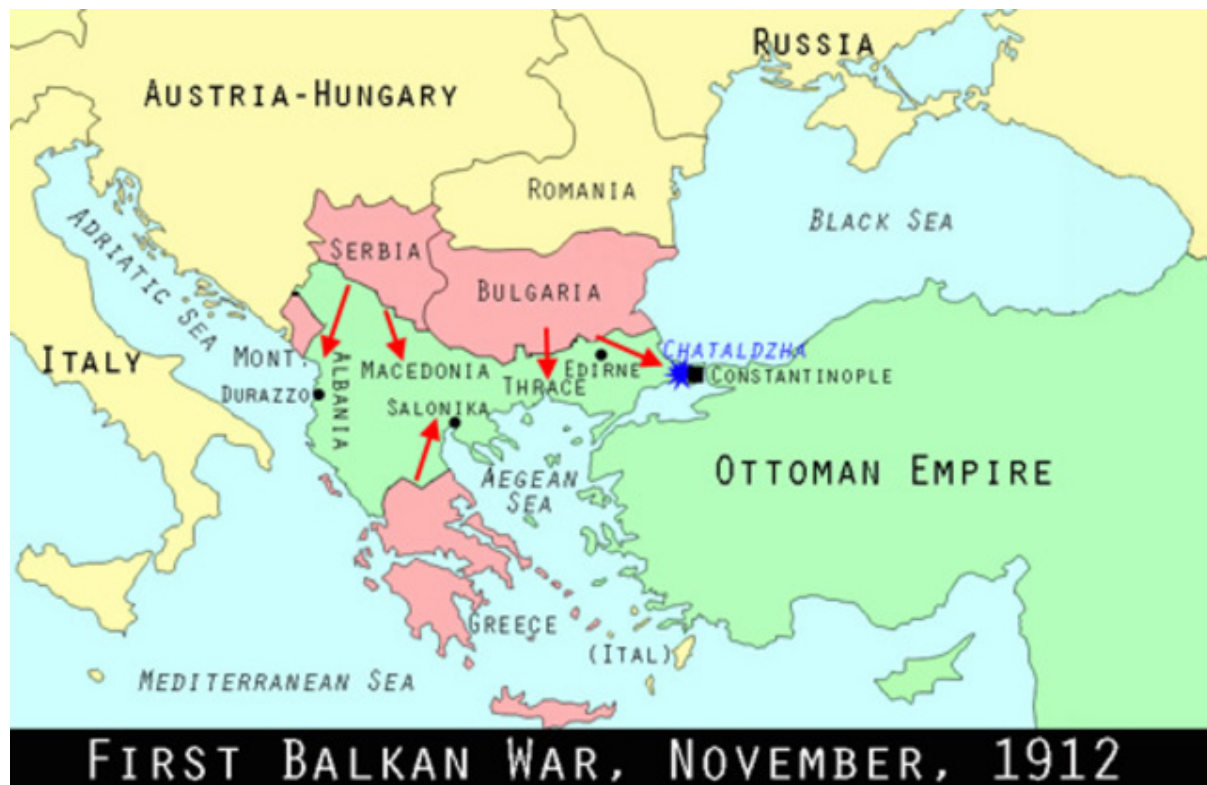 RUSSIA
AUSTRIA-HUNGARY
ROMANIA
BLACK SEA
ADRIATIC SEA
SERBIA
BULGARIA
ITALY
MONT.
ALBANIA
MACEDONIA
EDIRNE
CHATALDZHA
CONSTANTINOPLE
THRACE
DURAZZO
SALONIKA
AEGEAN
SEA
OTTOMAN EMPIRE
GREECE
(ITAL)
MEDITERRANEAN SEA
FIRST BALKAN WAR, NOVEMBER, 1912